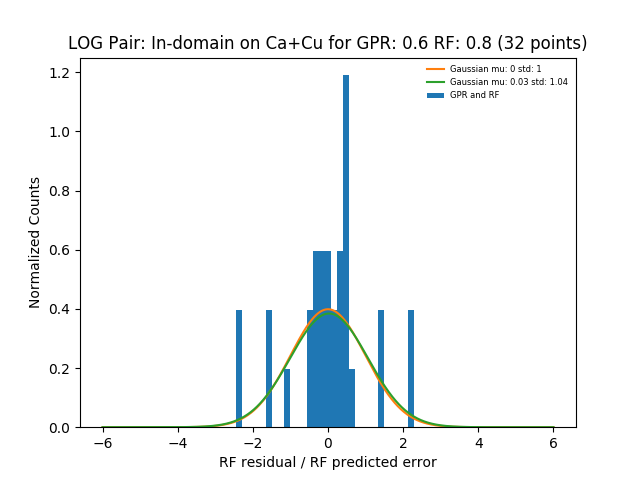 LOG Pair: In-domain on Ca+Cu for GPR: 0.6 RF: 0.8 (32 points)
Gaussian mu: 0 std: 1
Gaussian mu: 0.03 std: 1.04
GPR and RF
Normalized Counts
1.2
1.0
0.8
0.6
0.4
0.2
0.0
−6 −4 −2 0 2 4 6
RF residual / RF predicted error